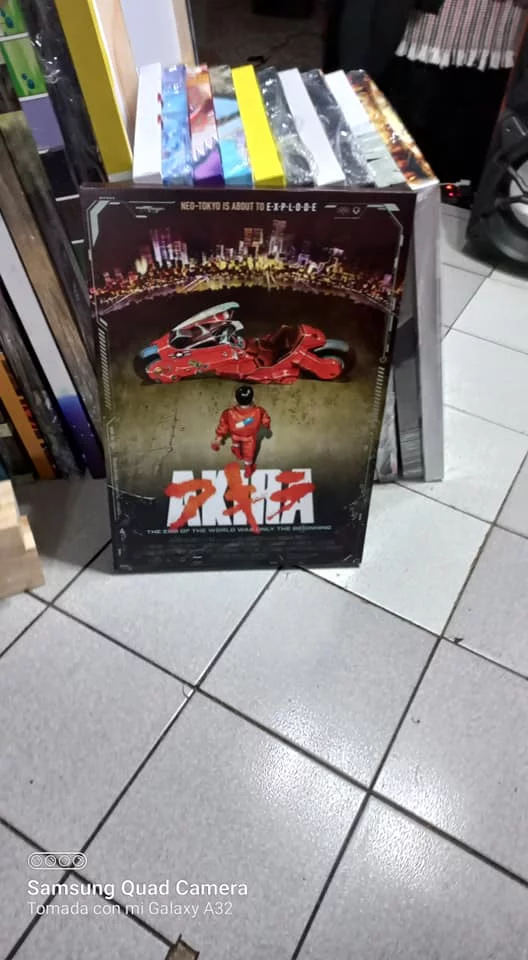 NEO-TOKYO IS ABOUT TO E·X·P·L·O·D·E
AKIRA
アキラ
THE END OF THE WORLD WAS ONLY THE BEGINNING
Samsung Quad Camera
Tomada con mi Galaxy A32